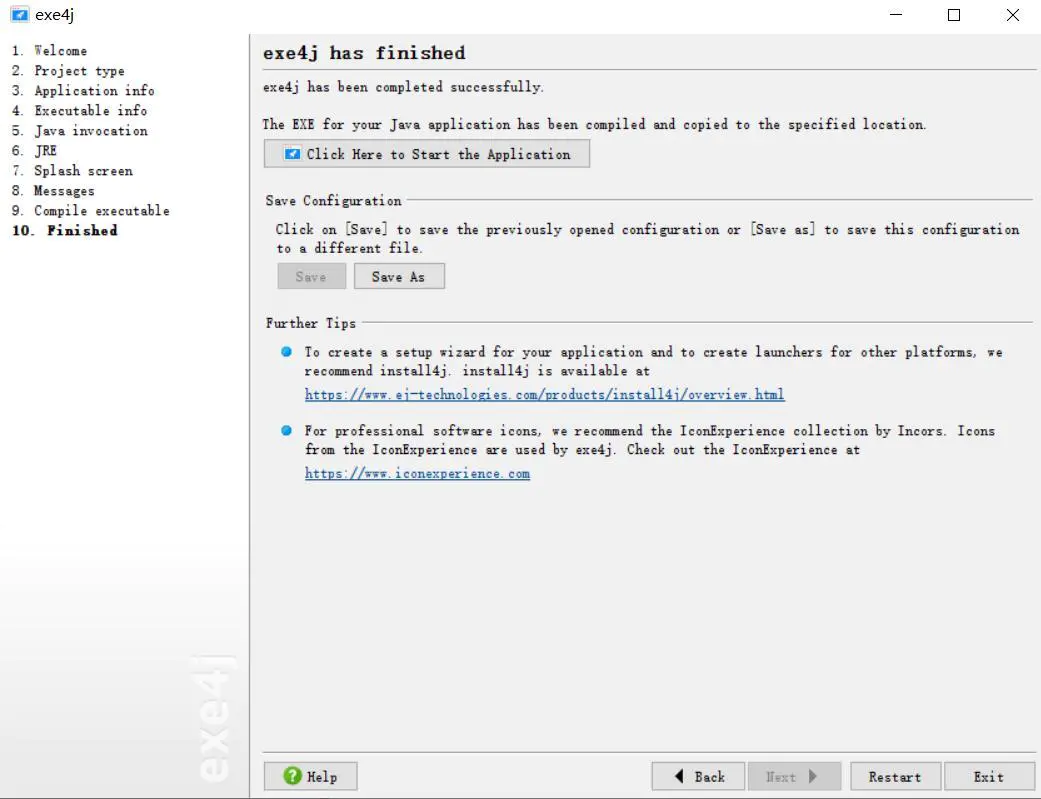 exe4j
1. Welcome
2. Project type
3. Application info
4. Executable info
5. Java invocation
6. JRE
7. Splash screen
8. Messages
9. Compile executable
10. Finished
exe4j
exe4j has finished
exe4j has been completed successfully.
The EXE for your Java application has been compiled and copied to the specified location.
Click Here to Start the Application
Save Configuration
Click on [Save] to save the previously opened configuration or [Save as] to save this configuration
to a different file.
Save Save As
Further Tips
To create a setup wizard for your application and to create launchers for other platforms, we
recommend install4j. install4j is available at
https://www.ej-technologies.com/products/install4j/overview.html
For professional software icons, we recommend the IconExperience collection by Incors. Icons
from the IconExperience are used by exe4j. Check out the IconExperience at
https://www.iconexperience.com
? Help Back Next Restart Exit